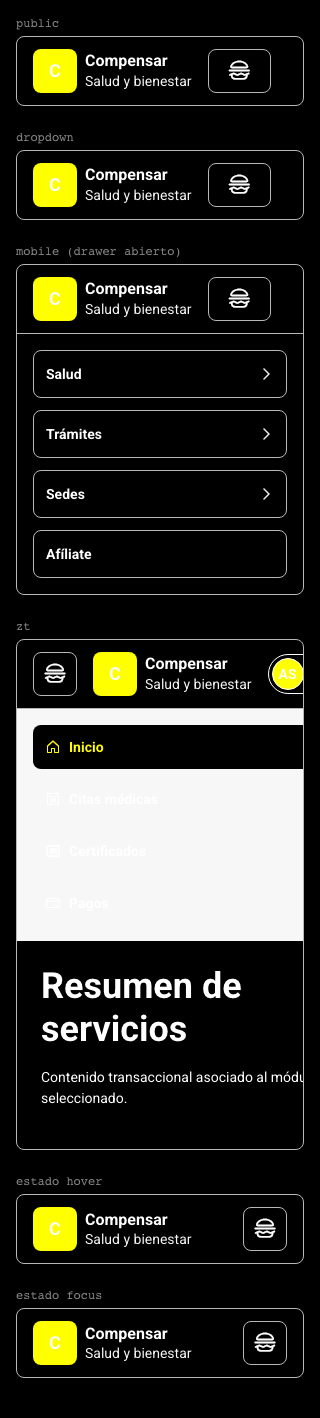 public
C
Compensar
Salud y bienestar
dropdown
C
Compensar
Salud y bienestar
mobile (drawer abierto)
C
Compensar
Salud y bienestar
Salud
Trámites
Sedes
Afíliate
zt
C
Compensar
Salud y bienestar
AS
Inicio
Citas médicas
Certificados
Pagos
Resumen de
servicios
Contenido transaccional asociado al módu
seleccionado.
estado hover
C
Compensar
Salud y bienestar
estado focus
C
Compensar
Salud y bienestar